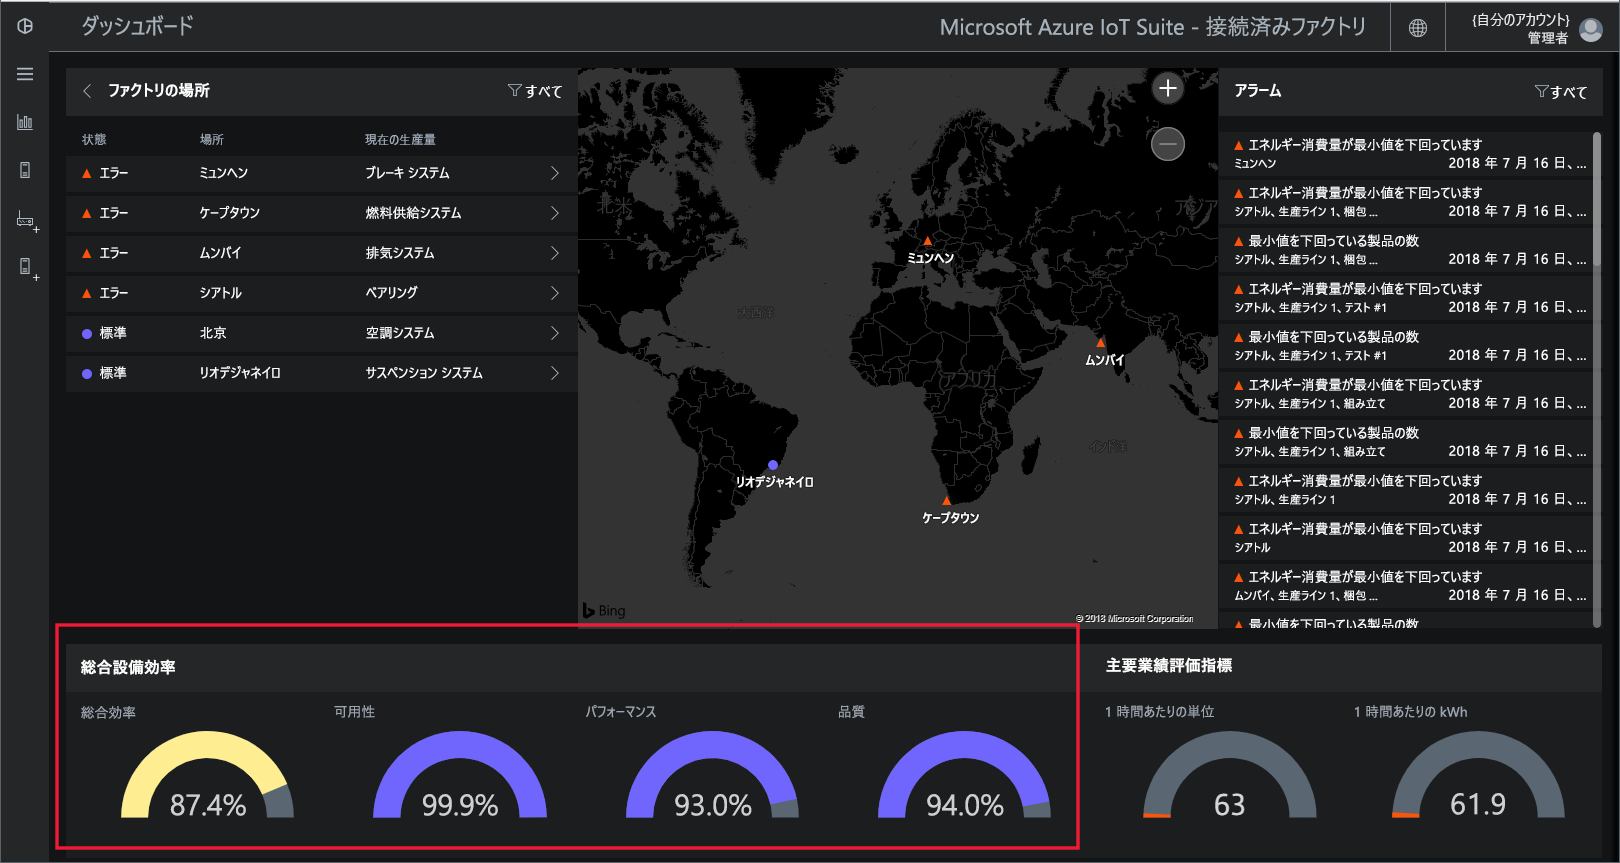 ダッシュボード
Microsoft Azure IoT Suite - 接続済みファクトリ
{自分のアカウント}
管理者
ファクトリの場所
すべて
状態 場所 現在の生産量
エラー ミュンヘン ブレーキ システム
エラー ケープタウン 燃料供給システム
エラー ムンバイ 排気システム
エラー シアトル ベアリング
標準 北京 空調システム
標準 リオデジャネイロ サスペンション システム
北米
アジア
大西洋
アフリカ
インド洋
ミュンヘン
ムンバイ
リオデジャネイロ
ケープタウン
Bing
© 2018 Microsoft Corporation
アラーム
すべて
エネルギー消費量が最小値を下回っています
ミュンヘン 2018 年 7 月 16 日、...
エネルギー消費量が最小値を下回っています
シアトル、生産ライン 1、梱包 ... 2018 年 7 月 16 日、...
最小値を下回っている製品の数
シアトル、生産ライン 1、梱包 ... 2018 年 7 月 16 日、...
エネルギー消費量が最小値を下回っています
シアトル、生産ライン 1、テスト #1 2018 年 7 月 16 日、...
最小値を下回っている製品の数
シアトル、生産ライン 1、テスト #1 2018 年 7 月 16 日、...
エネルギー消費量が最小値を下回っています
シアトル、生産ライン 1、組み立て 2018 年 7 月 16 日、...
最小値を下回っている製品の数
シアトル、生産ライン 1、組み立て 2018 年 7 月 16 日、...
エネルギー消費量が最小値を下回っています
シアトル、生産ライン 1 2018 年 7 月 16 日、...
エネルギー消費量が最小値を下回っています
シアトル 2018 年 7 月 16 日、...
エネルギー消費量が最小値を下回っています
ムンバイ、生産ライン 1、梱包 ... 2018 年 7 月 16 日、...
最小値を下回っている製品の数
総合設備効率
総合効率 可用性 パフォーマンス 品質
87.4% 99.9% 93.0% 94.0%
主要業績評価指標
1 時間あたりの単位 1 時間あたりの kWh
63 61.9